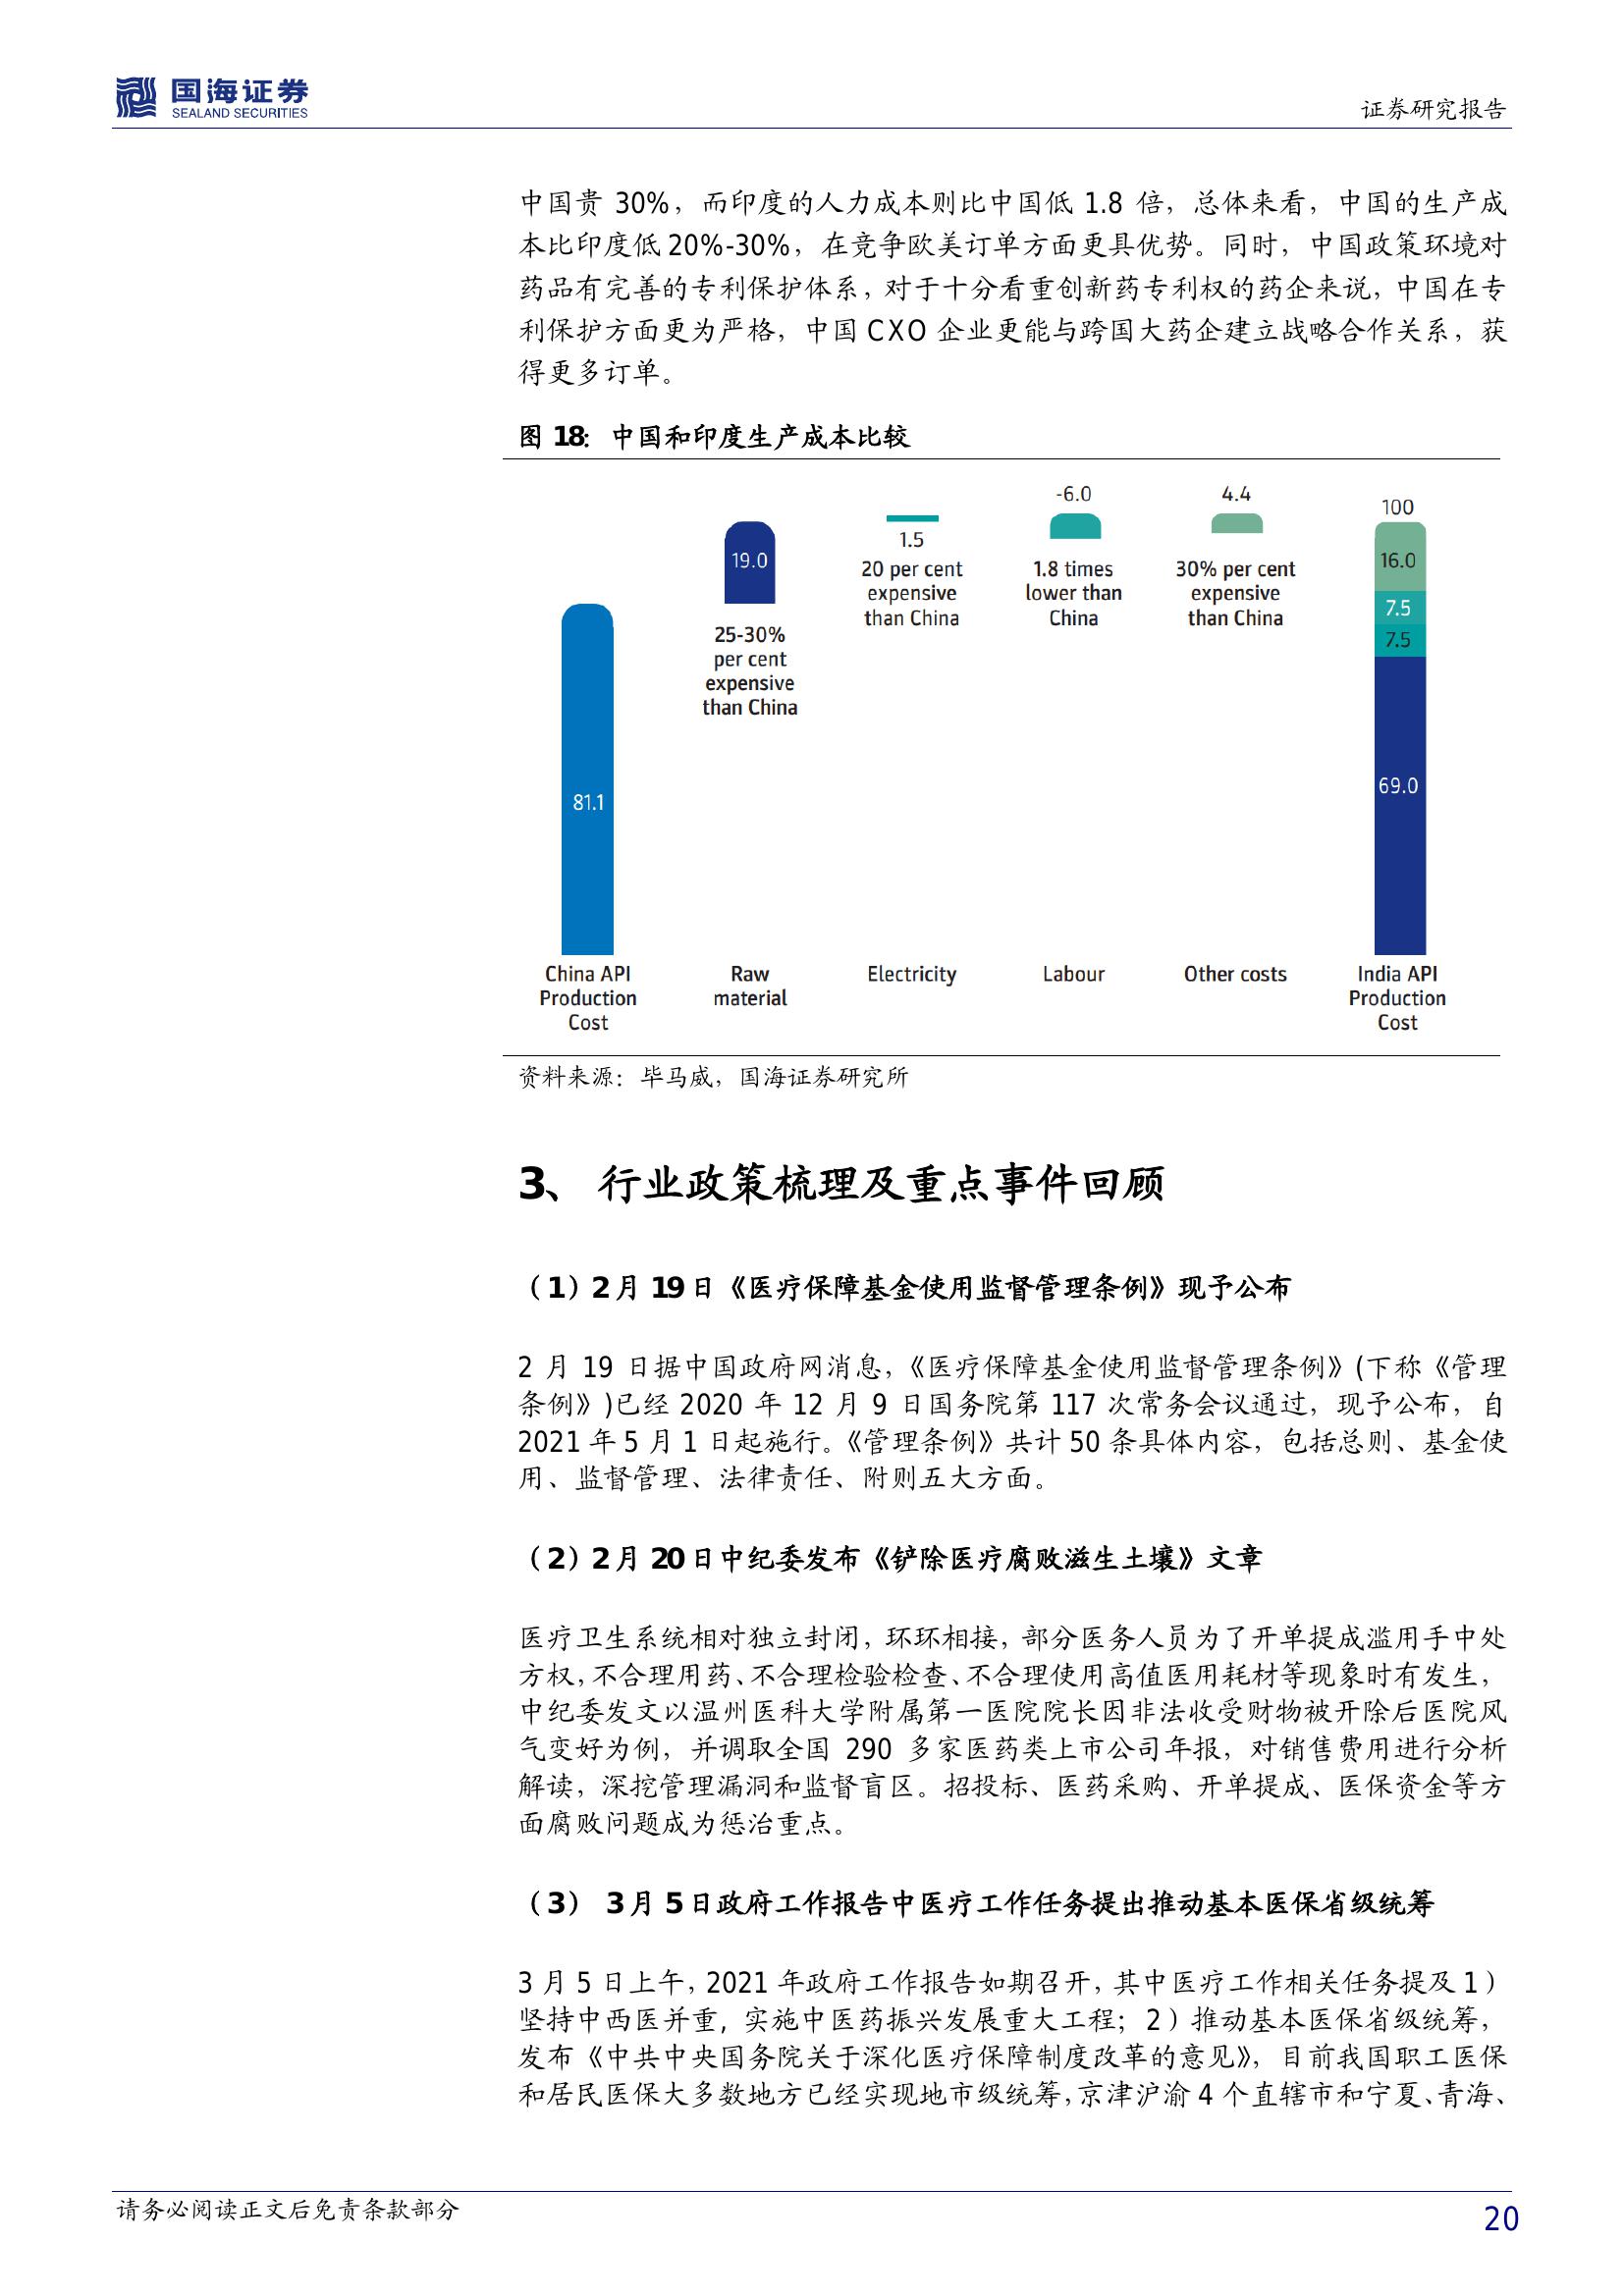 国海证券
SEALAND SECURITIES
证券研究报告
中国贵 30%，而印度的人力成本则比中国低 1.8 倍，总体来看，中国的生产成
本比印度低 20%-30%，在竞争欧美订单方面更具优势。同时，中国政策环境对
药品有完善的专利保护体系，对于十分看重创新药专利权的药企来说，中国在专
利保护方面更为严格，中国 CXO 企业更能与跨国大药企建立战略合作关系，获
得更多订单。
图 18：中国和印度生产成本比较
81.1
China API
Production
Cost
19.0
25-30%
per cent
expensive
than China
Raw
material
1.5
20 per cent
expensive
than China
Electricity
-6.0
1.8 times
lower than
China
Labour
4.4
30% per cent
expensive
than China
Other costs
100
16.0
7.5
7.5
69.0
India API
Production
Cost
资料来源：毕马威，国海证券研究所
3、 行业政策梳理及重点事件回顾
（1）2 月 19 日《医疗保障基金使用监督管理条例》现予公布
2 月 19 日据中国政府网消息，《医疗保障基金使用监督管理条例》(下称《管理
条例》)已经 2020 年 12 月 9 日国务院第 117 次常务会议通过，现予公布，自
2021 年 5 月 1 日起施行。《管理条例》共计 50 条具体内容，包括总则、基金使
用、监督管理、法律责任、附则五大方面。
（2）2 月 20 日中纪委发布《铲除医疗腐败滋生土壤》文章
医疗卫生系统相对独立封闭，环环相接，部分医务人员为了开单提成滥用手中处
方权，不合理用药、不合理检验检查、不合理使用高值医用耗材等现象时有发生，
中纪委发文以温州医科大学附属第一医院院长因非法收受财物被开除后医院风
气变好为例，并调取全国 290 多家医药类上市公司年报，对销售费用进行分析
解读，深挖管理漏洞和监督盲区。招投标、医药采购、开单提成、医保资金等方
面腐败问题成为惩治重点。
（3） 3 月 5 日政府工作报告中医疗工作任务提出推动基本医保省级统筹
3 月 5 日上午，2021 年政府工作报告如期召开，其中医疗工作相关任务提及 1）
坚持中西医并重，实施中医药振兴发展重大工程；2）推动基本医保省级统筹，
发布《中共中央国务院关于深化医疗保障制度改革的意见》，目前我国职工医保
和居民医保大多数地方已经实现地市级统筹，京津沪渝 4 个直辖市和宁夏、青海、
请务必阅读正文后免责条款部分
20